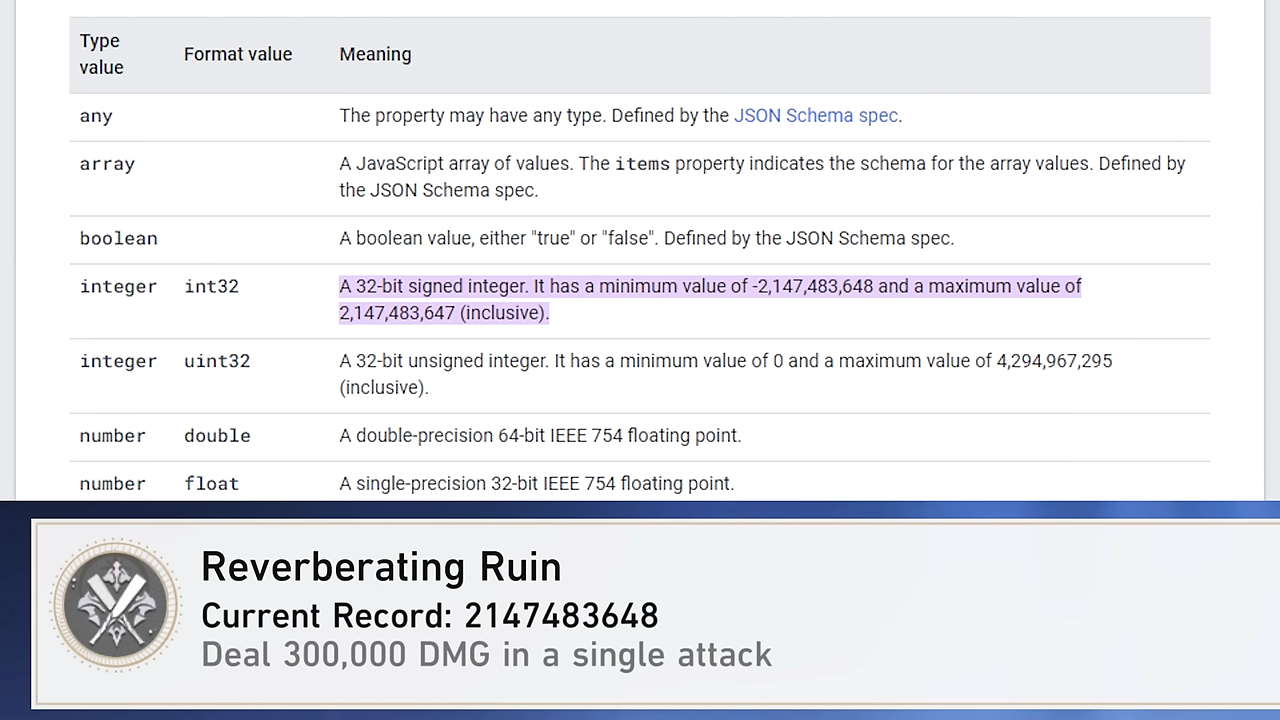 Type
value
Format value
Meaning
any
The property may have any type. Defined by the JSON Schema spec.
array
A JavaScript array of values. The items property indicates the schema for the array values. Defined by
the JSON Schema spec.
boolean
A boolean value, either "true" or "false". Defined by the JSON Schema spec.
integer
int32
A 32-bit signed integer. It has a minimum value of -2,147,483,648 and a maximum value of
2,147,483,647 (inclusive).
integer
uint32
A 32-bit unsigned integer. It has a minimum value of 0 and a maximum value of 4,294,967,295
(inclusive).
number
double
A double-precision 64-bit IEEE 754 floating point.
number
float
A single-precision 32-bit IEEE 754 floating point.
Reverberating Ruin
Current Record: 2147483648
Deal 300,000 DMG in a single attack